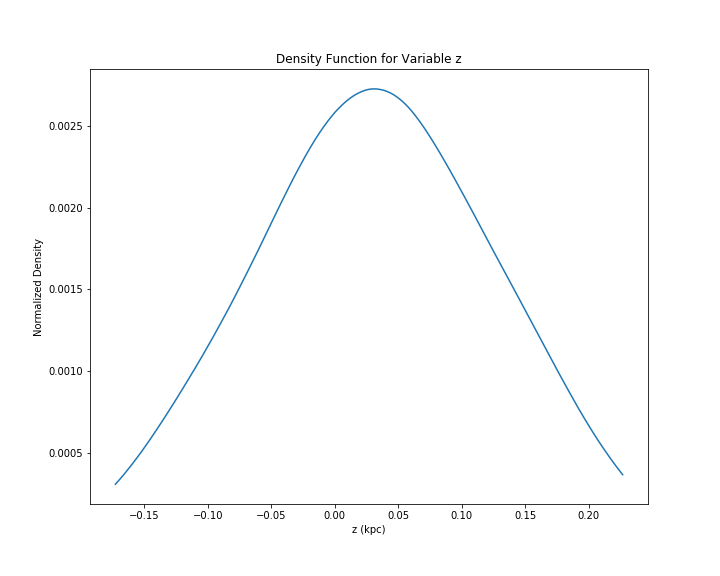 Density Function for Variable z
Normalized Density
0.0025
0.0020
0.0015
0.0010
0.0005
−0.15 −0.10 −0.05 0.00 0.05 0.10 0.15 0.20
z (kpc)